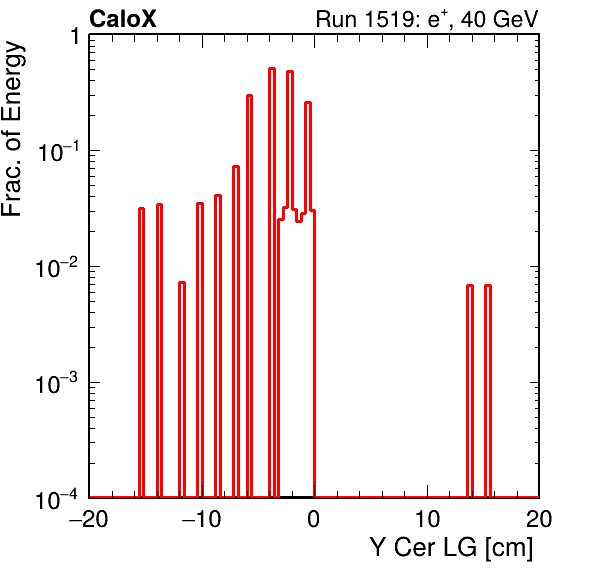 CaloX Run 1519: e⁺, 40 GeV
Frac. of Energy
1
10⁻¹
10⁻²
10⁻³
10⁻⁴
−20 −10 0 10 20
Y Cer LG [cm]